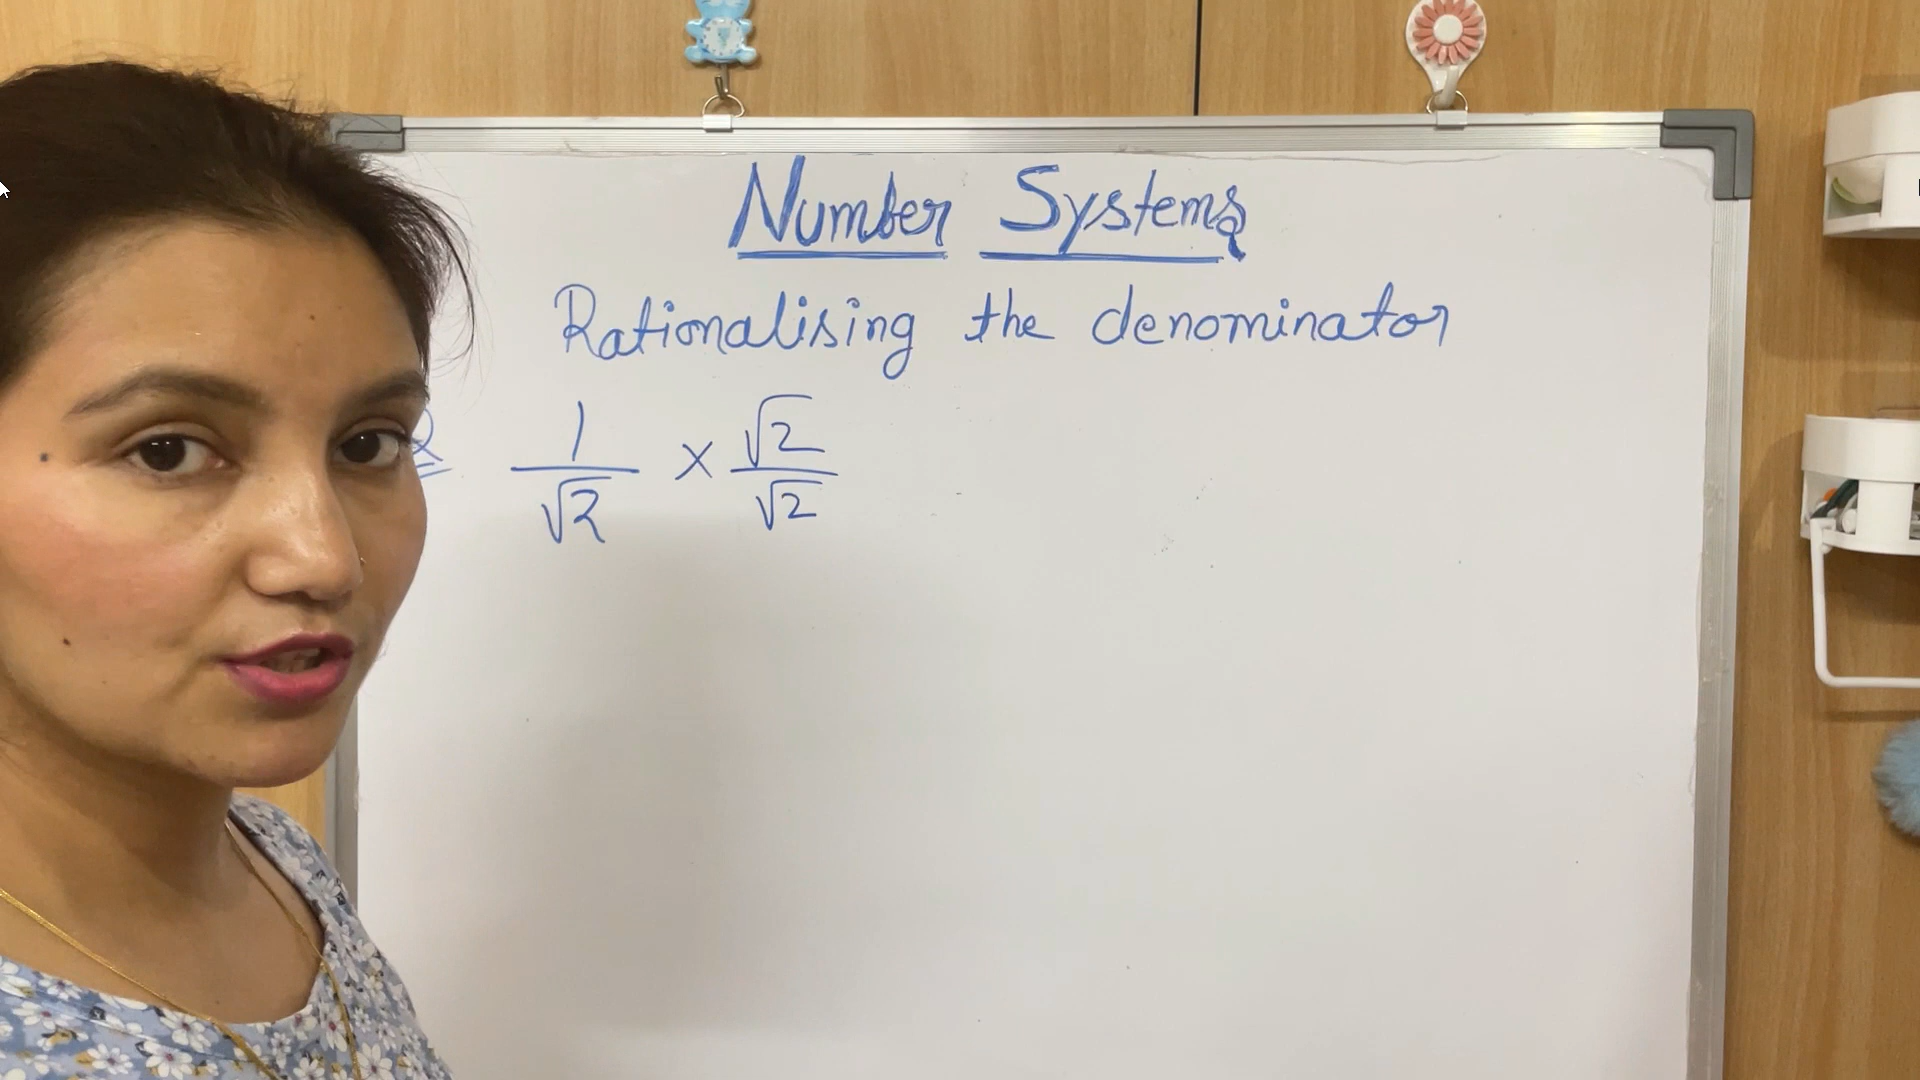 Number Systems
Rationalising the denominator
Q 1/√2 × √2/√2